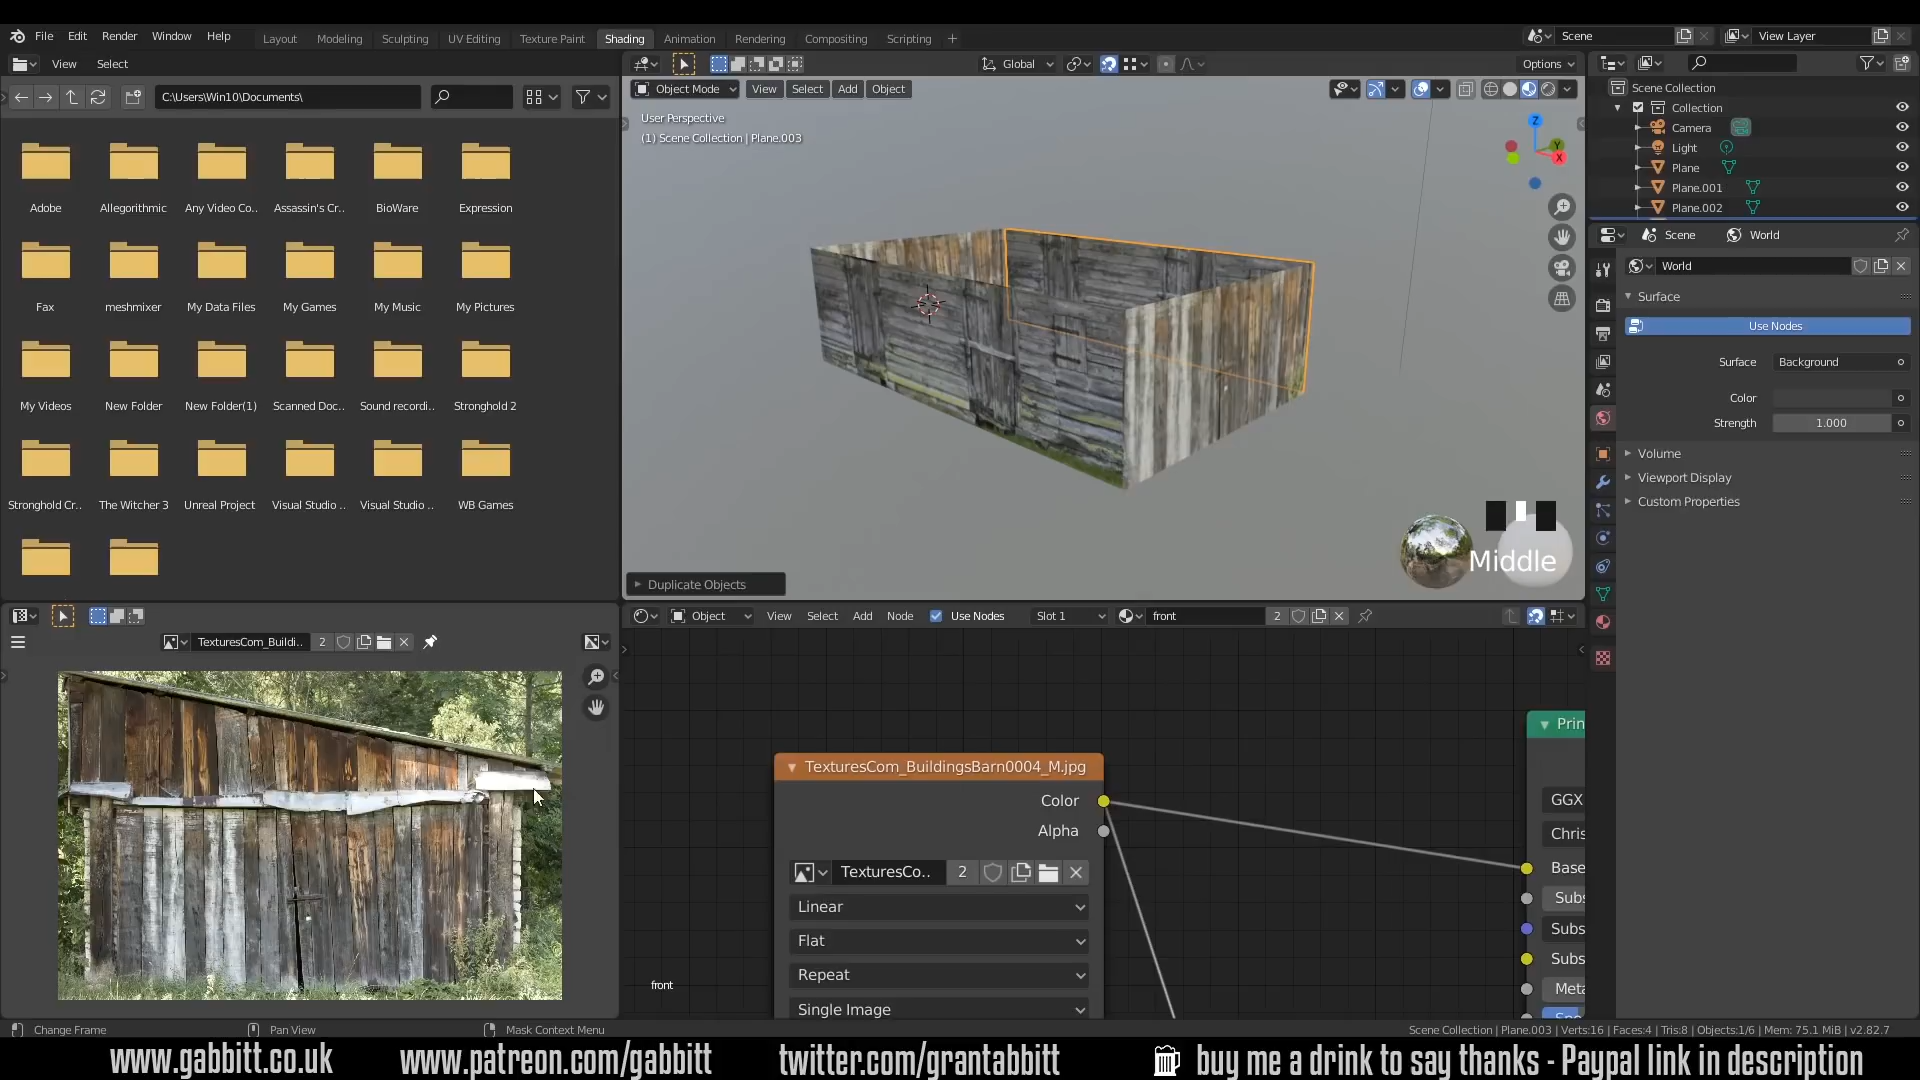 File Edit Render Window Help Layout Modeling Sculpting UV Editing Texture Paint Shading Animation Rendering Compositing Scripting + Scene View Layer
View Select Global Options
C:\Users\Win10\Documents\
Object Mode View Select Add Object
User Perspective
(1) Scene Collection | Plane.003
Z
Y
X
Scene Collection
Collection
Camera
Light
Plane
Plane.001
Plane.002
Adobe Allegorithmic Any Video Co.. Assassin's Cr.. BioWare Expression
Fax meshmixer My Data Files My Games My Music My Pictures
My Videos New Folder New Folder(1) Scanned Doc.. Sound recordi.. Stronghold 2
Stronghold Cr.. The Witcher 3 Unreal Project Visual Studio .. Visual Studio .. WB Games
Scene World
World
Surface
Use Nodes
Surface Background
Color
Strength 1.000
Volume
Viewport Display
Custom Properties
Middle
Duplicate Objects
Object View Select Add Node Use Nodes Slot 1 front 2
TexturesCom_Buildi.. 2
TexturesCom_BuildingsBarn0004_M.jpg
Color
Alpha
TexturesCo.. 2
Linear
Flat
Repeat
Single Image
Prin
GGX
Chris
Base
Subs
Subs
Subs
Meta
Spec
front
Change Frame Pan View Mask Context Menu
Scene Collection | Plane.003 | Verts:16 | Faces:4 | Tris:8 | Objects:1/6 | Mem: 75.1 MiB | v2.82.7
www.gabbitt.co.uk www.patreon.com/gabbitt twitter.com/grantabbitt buy me a drink to say thanks - Paypal link in description